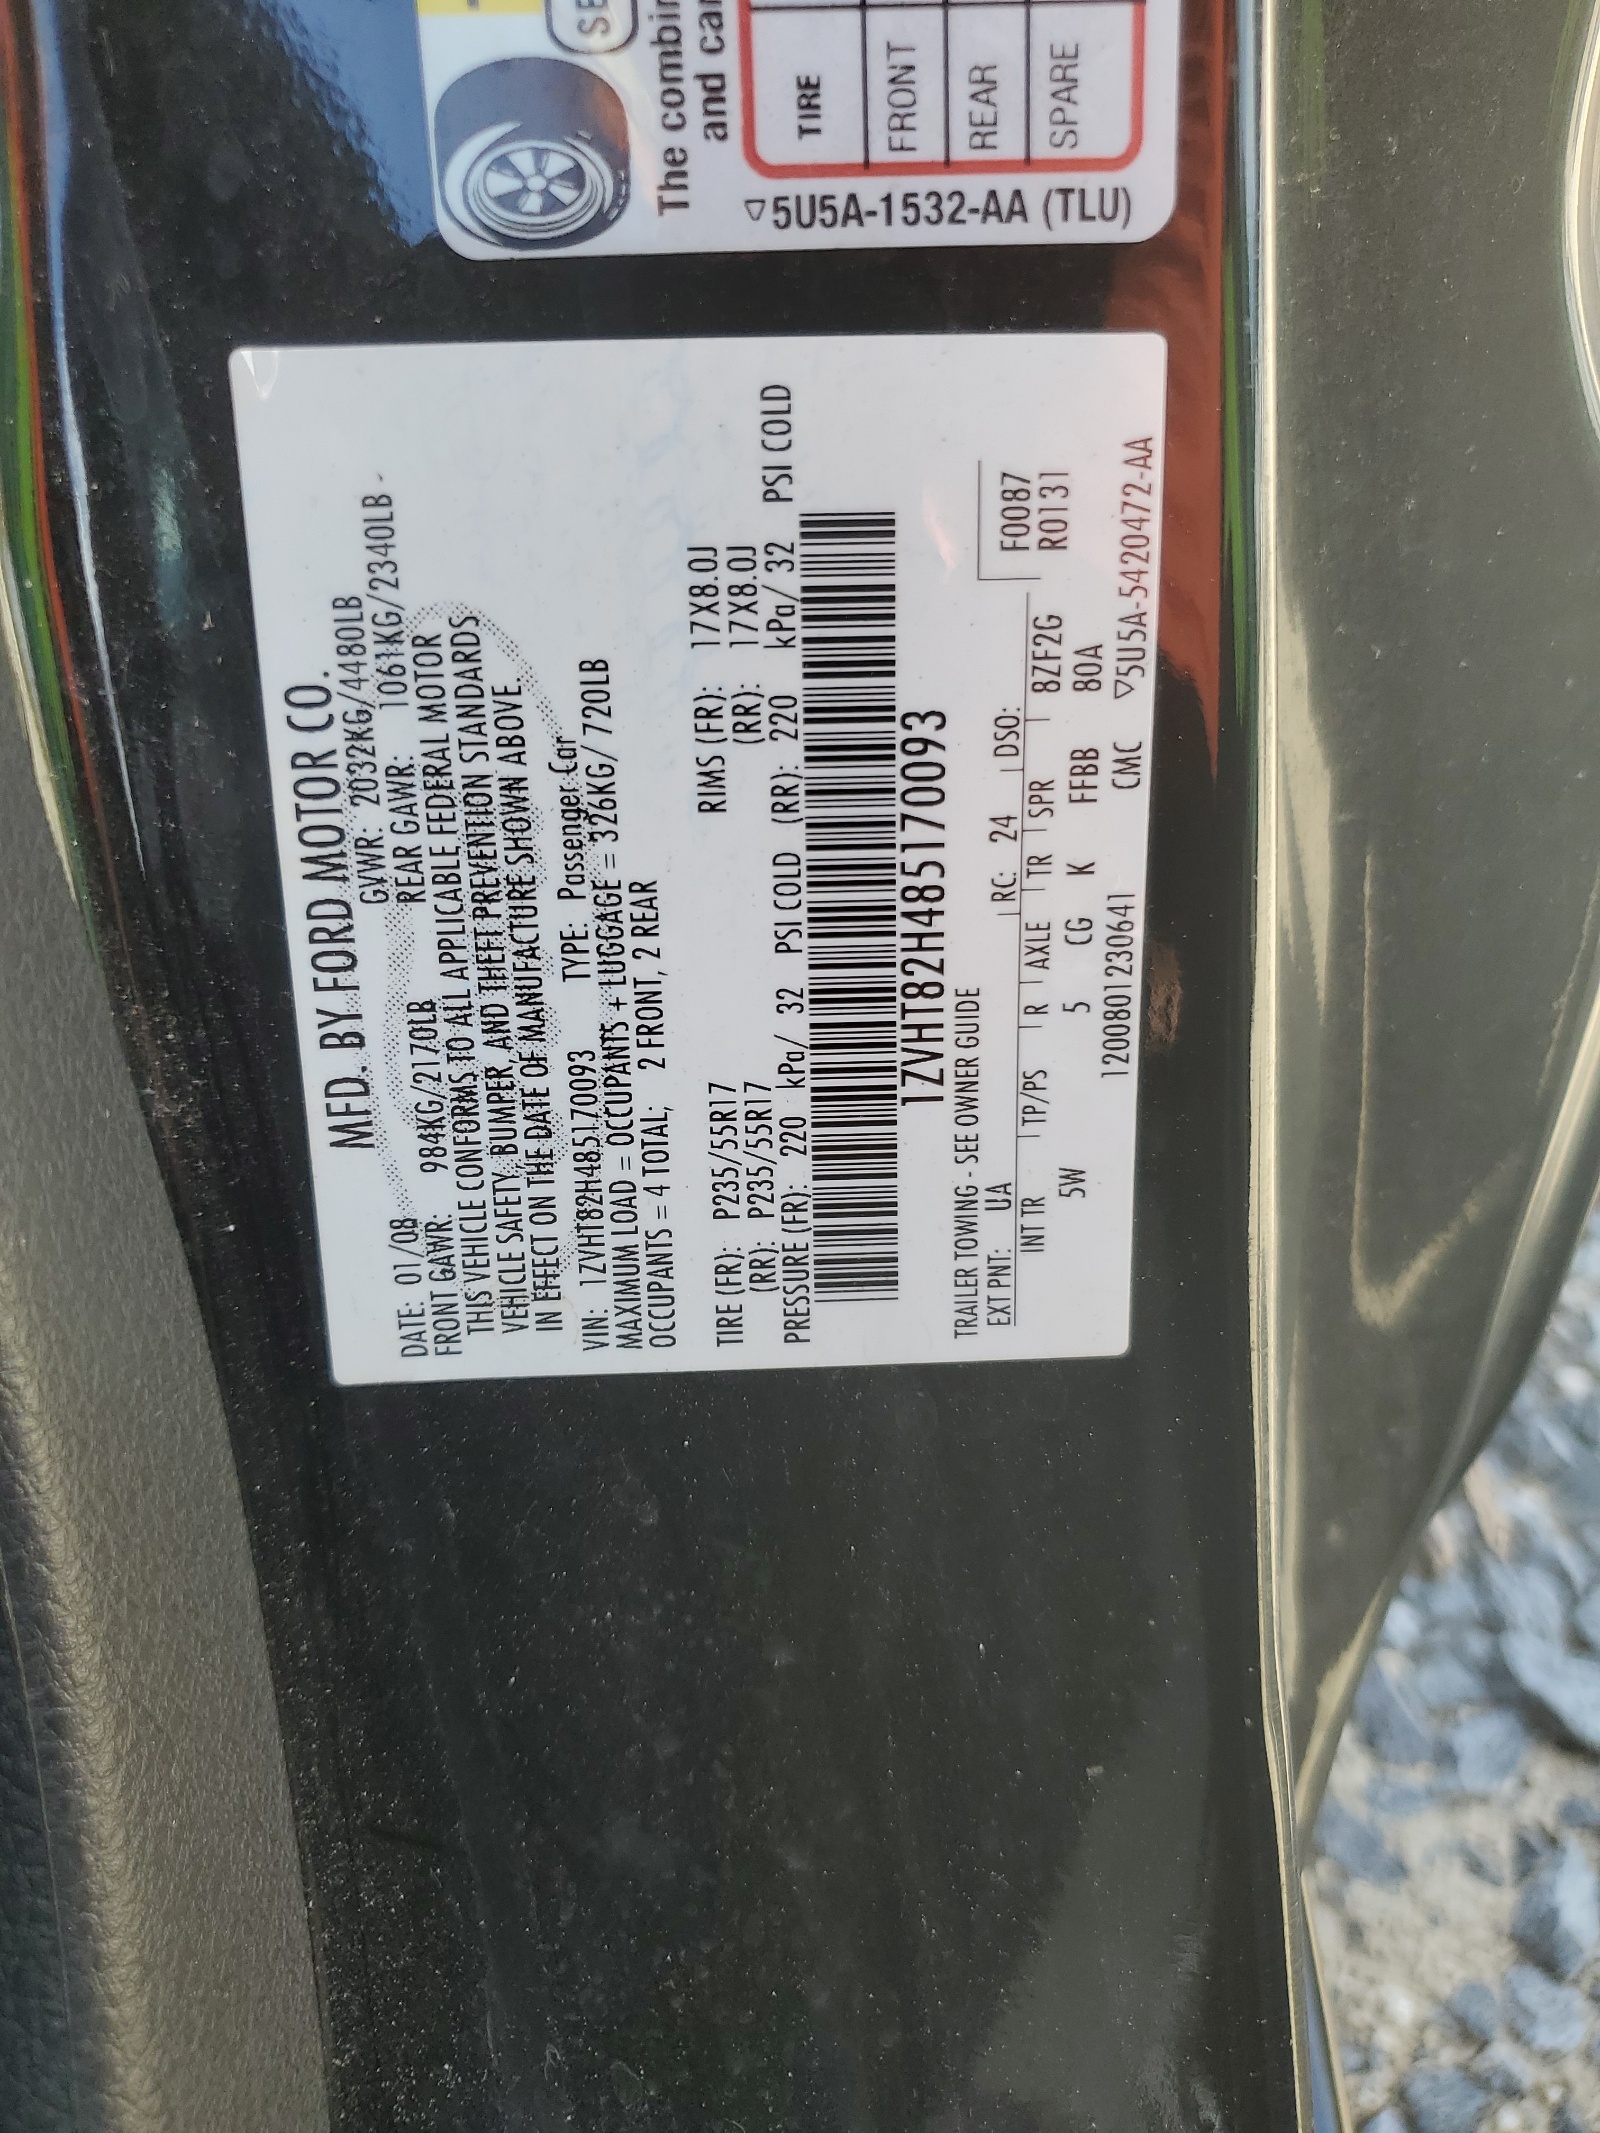 MFD. BY FORD MOTOR CO.
DATE: 01/08 GVWR: 2032KG/4480LB
FRONT GAWR: 984KG/2170LB REAR GAWR: 1061KG/2340LB
THIS VEHICLE CONFORMS TO ALL APPLICABLE FEDERAL MOTOR
VEHICLE SAFETY, BUMPER, AND THEFT PREVENTION STANDARDS
IN EFFECT ON THE DATE OF MANUFACTURE SHOWN ABOVE.
VIN: 1ZVHT82H485170093 TYPE: Passenger Car
MAXIMUM LOAD = OCCUPANTS + LUGGAGE = 326KG/ 720LB
OCCUPANTS = 4 TOTAL; 2 FRONT, 2 REAR
TIRE (FR): P235/55R17 RIMS (FR): 17X8.0J
(RR): P235/55R17 (RR): 17X8.0J
PRESSURE (FR): 220 kPa/ 32 PSI COLD (RR): 220 kPa/ 32 PSI COLD
1ZVHT82H485170093
TRAILER TOWING - SEE OWNER GUIDE
EXT PNT: UA RC: 24 DSO:
INT TR TP/PS R AXLE TR SPR 8ZF2G
5W 5 CG K FFBB 80A
F0087
R0131
120080123064​1 CMC ▽5U5A-5420472-AA
SE
The combin
and car
TIRE
FRONT
REAR
SPARE
▽5U5A-1532-AA (TLU)